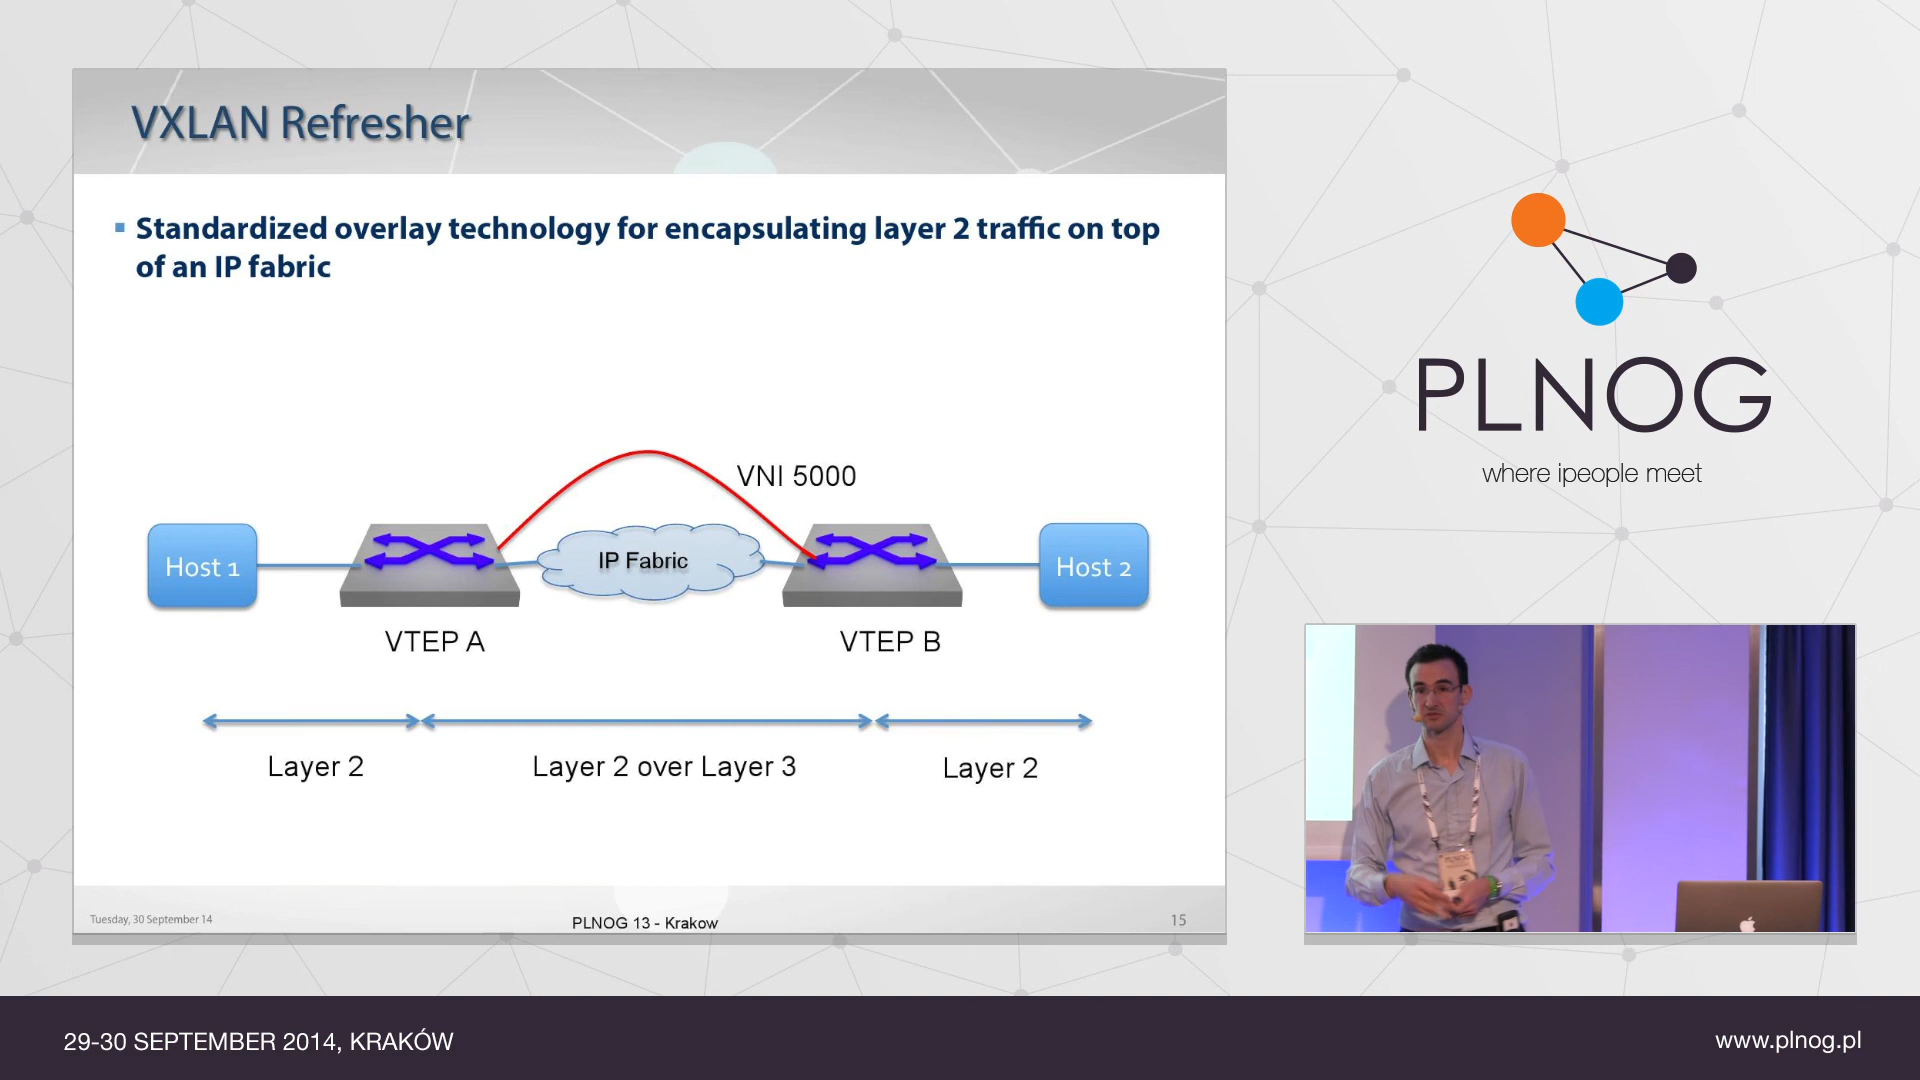 VXLAN Refresher
Standardized overlay technology for encapsulating layer 2 traffic on top
of an IP fabric
VNI 5000
Host 1
IP Fabric
Host 2
VTEP A
VTEP B
Layer 2
Layer 2 over Layer 3
Layer 2
Tuesday, 30 September 14
PLNOG 13 - Krakow
15
PLNOG
where ipeople meet
PLNOG
29-30 SEPTEMBER 2014, KRAKÓW
www.plnog.pl